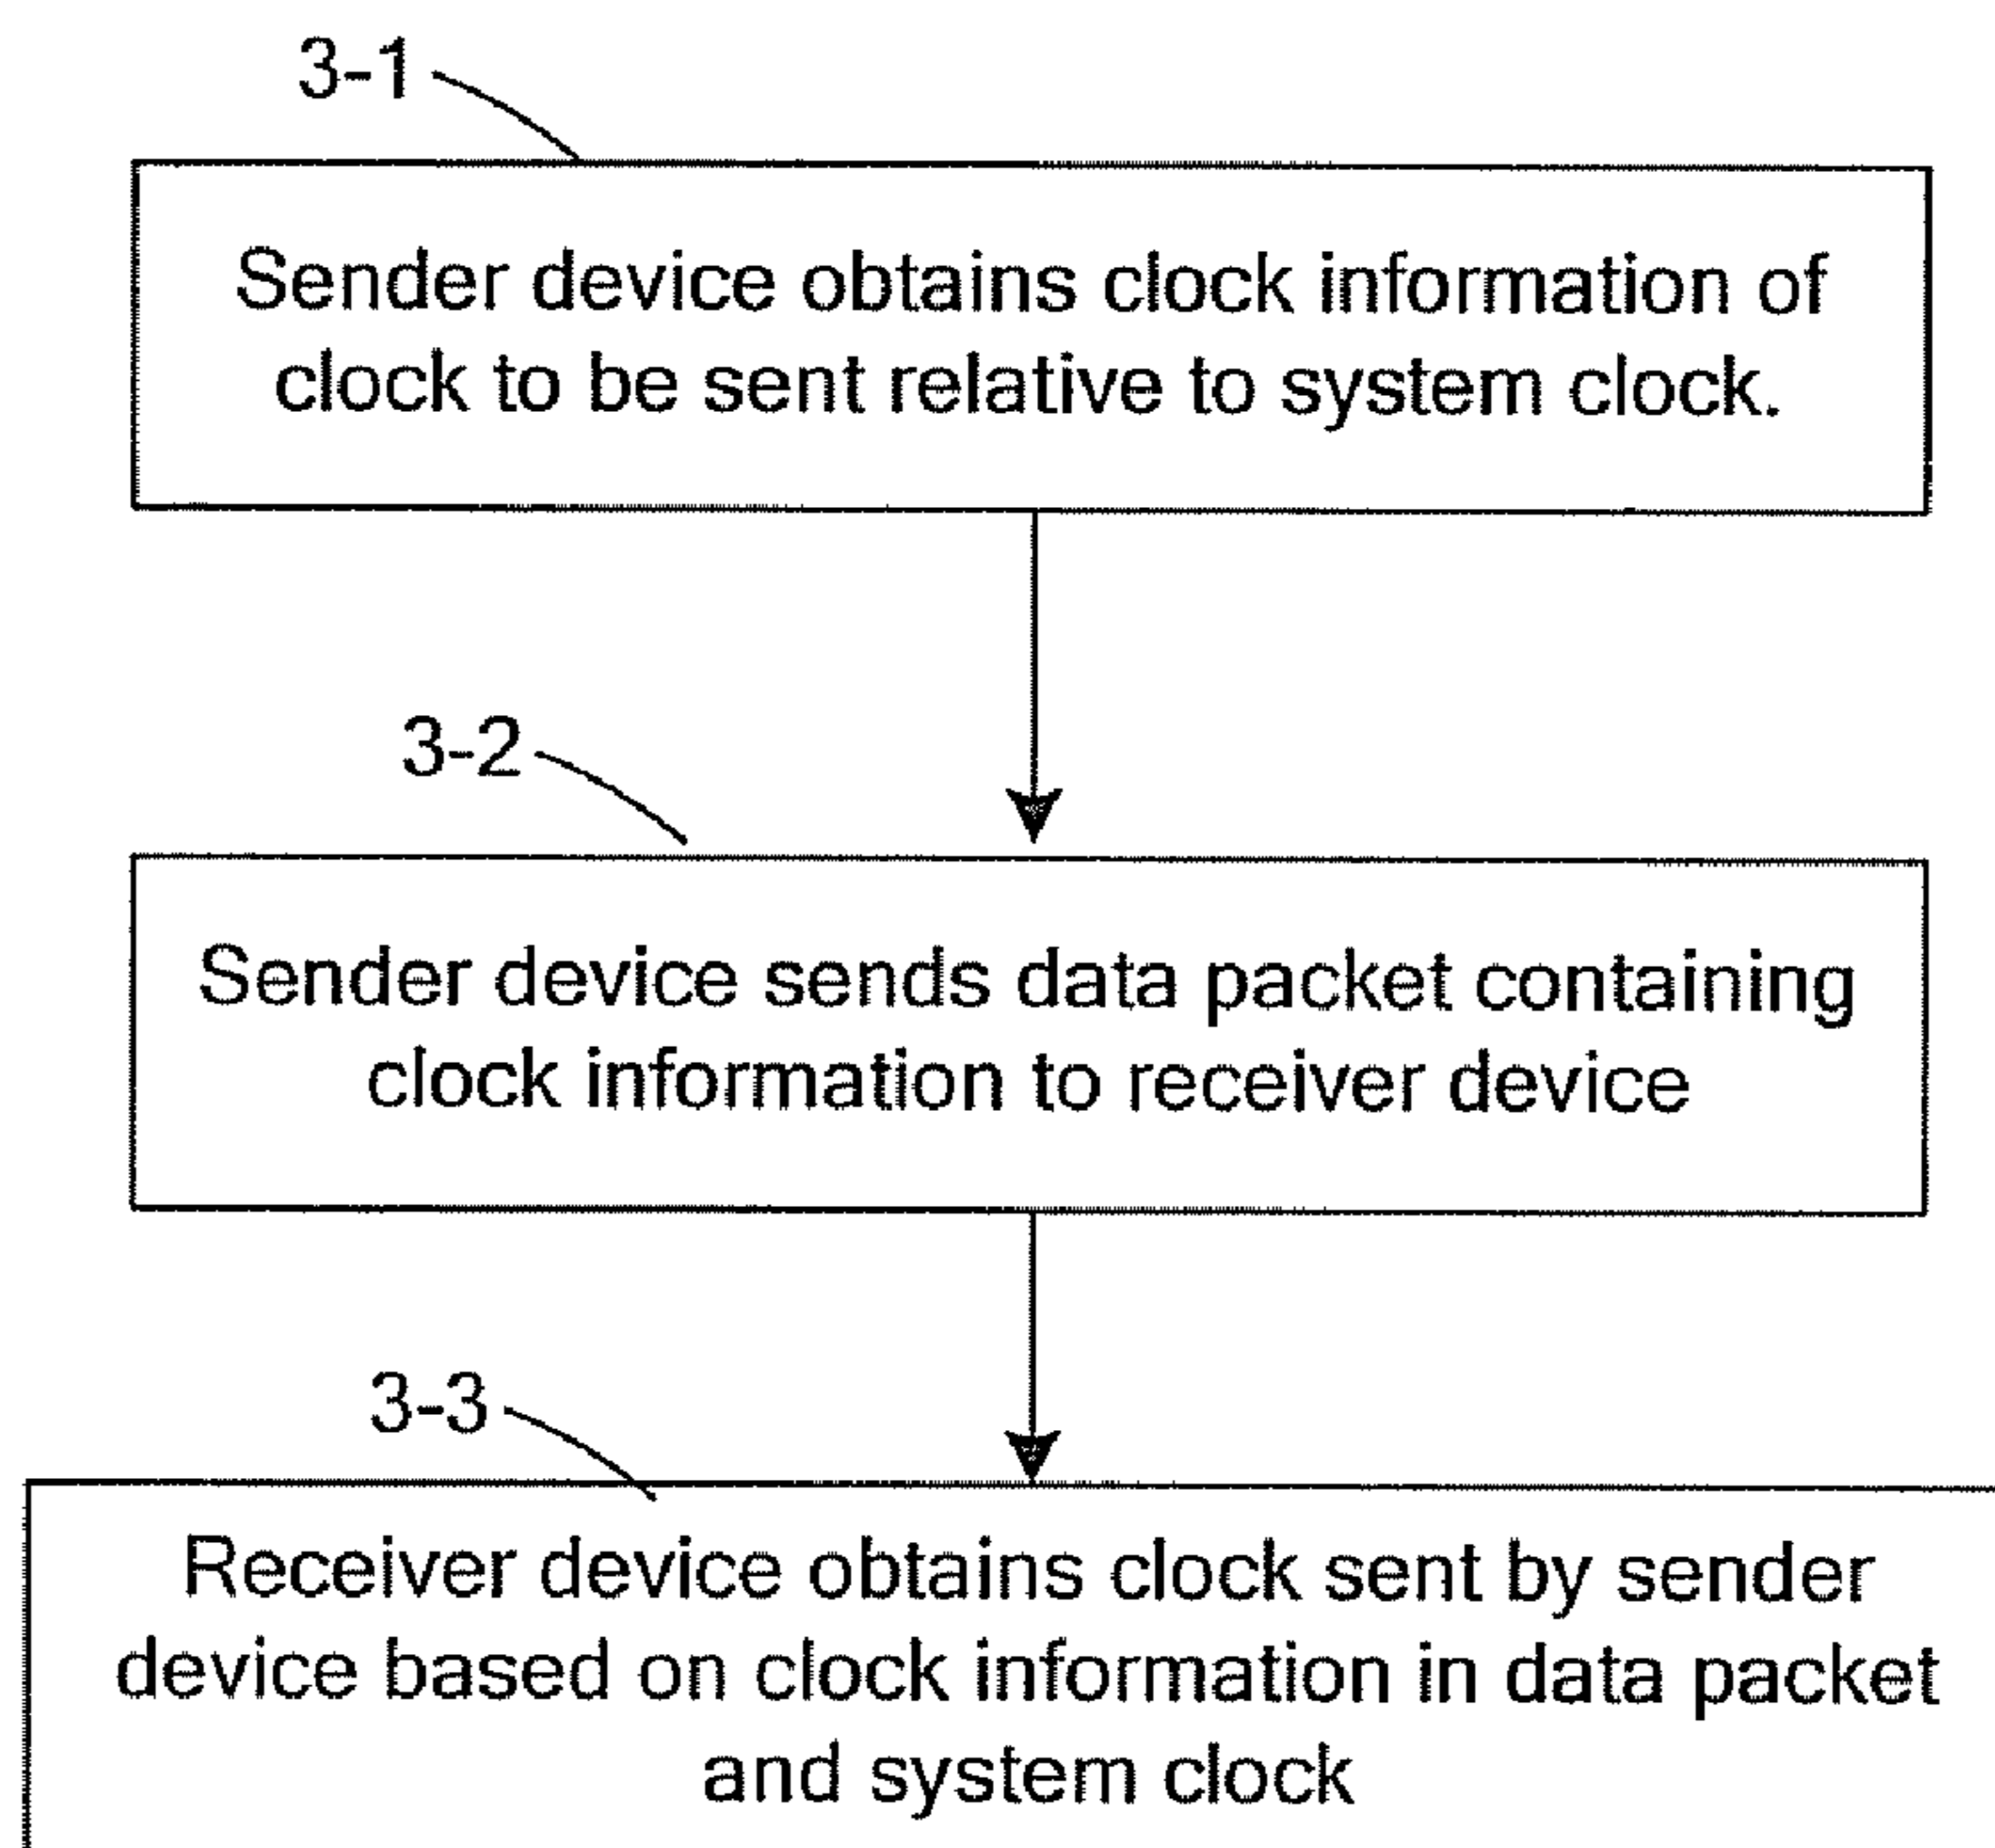 3-1
Sender device obtains clock information of
clock to be sent relative to system clock.
3-2
Sender device sends data packet containing
clock information to receiver device
3-3
Receiver device obtains clock sent by sender
device based on clock information in data packet
and system clock